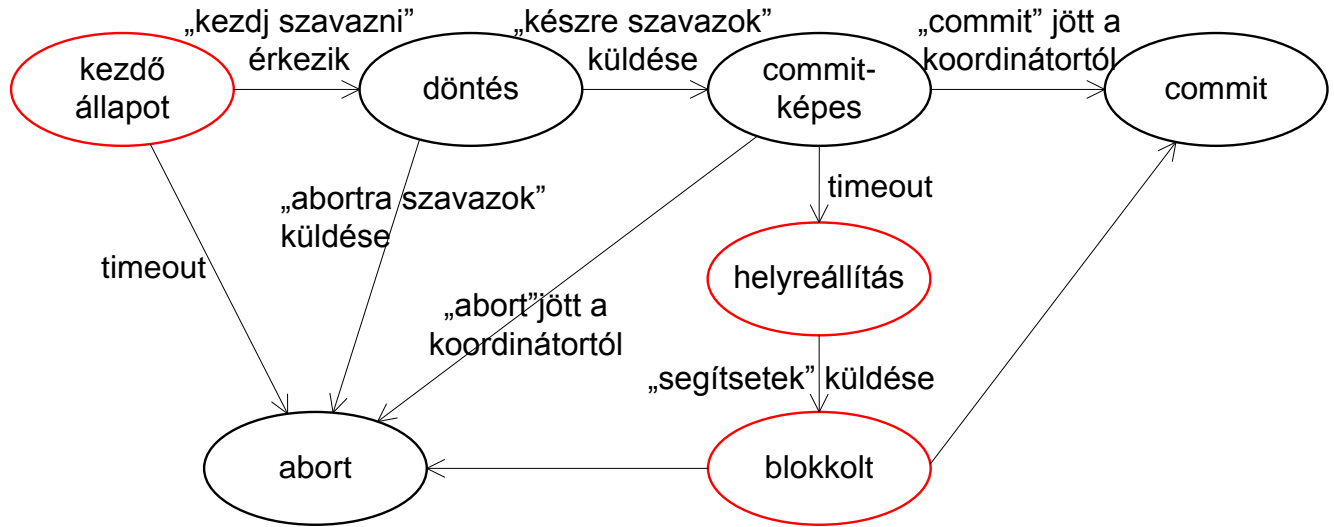 „kezdj szavazni”
érkezik
„készre szavazok”
küldése
„commit” jött a
koordinátortól
kezdő
állapot
döntés
commit-
képes
commit
„abortra szavazok”
küldése
timeout
timeout
helyreállítás
„abort”jött a
koordinátortól
„segítsetek” küldése
abort
blokkolt